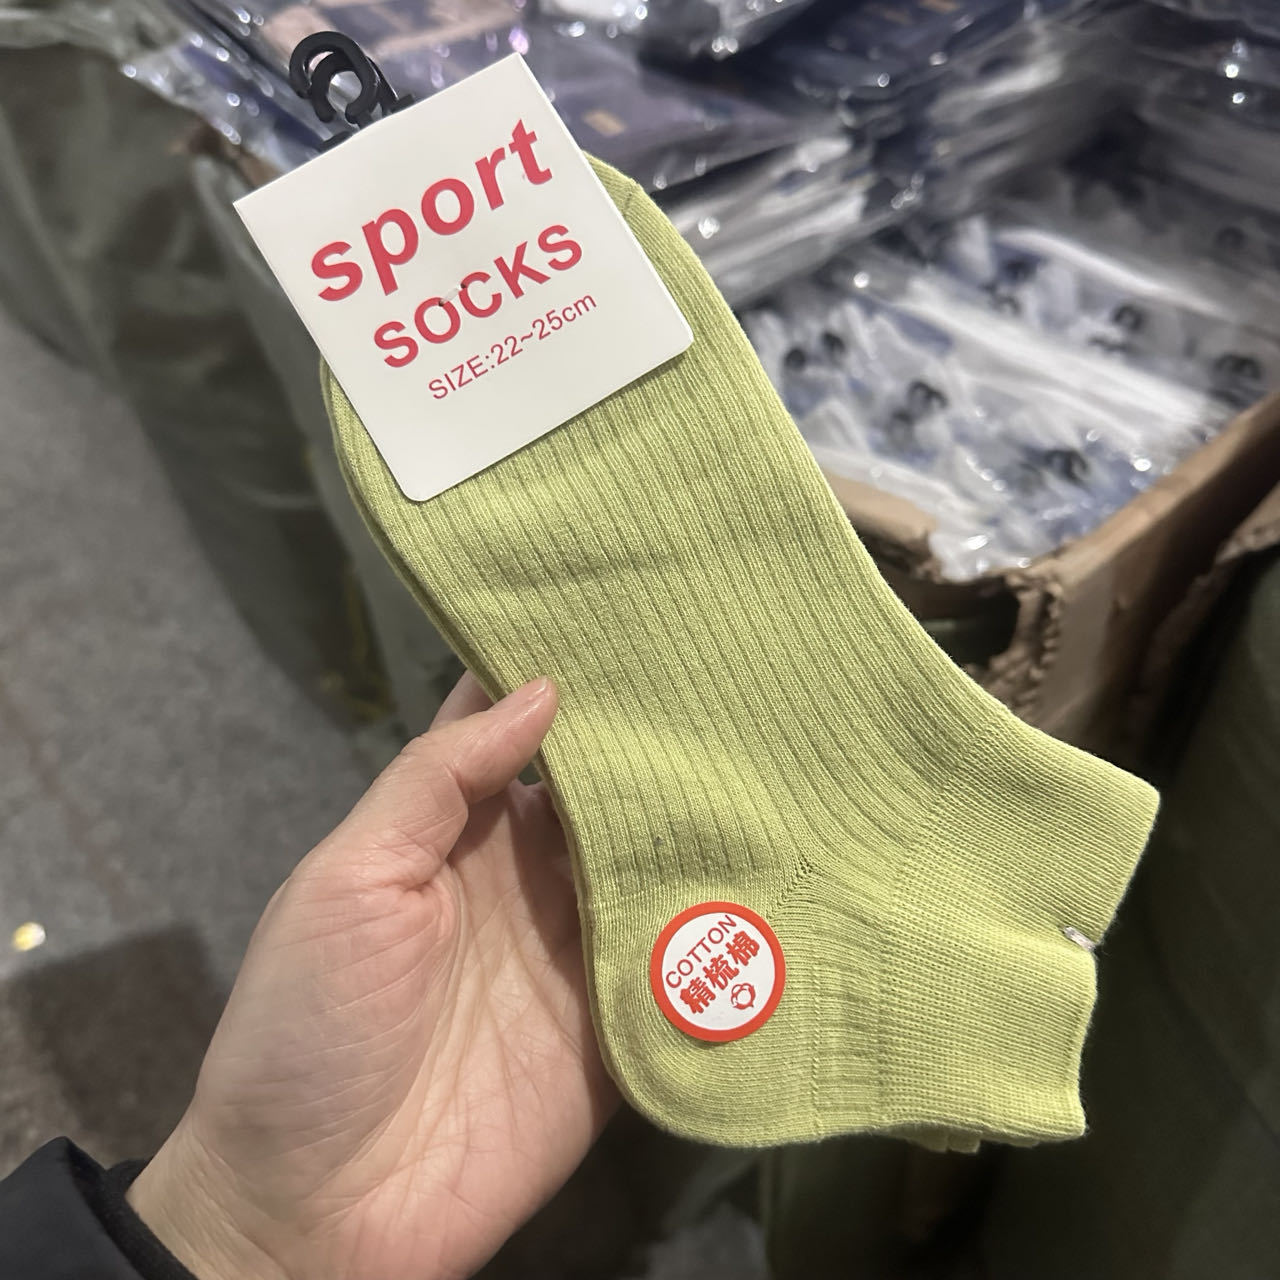 sport
SOCKS
SIZE:22~25cm
COTTON
精梳棉